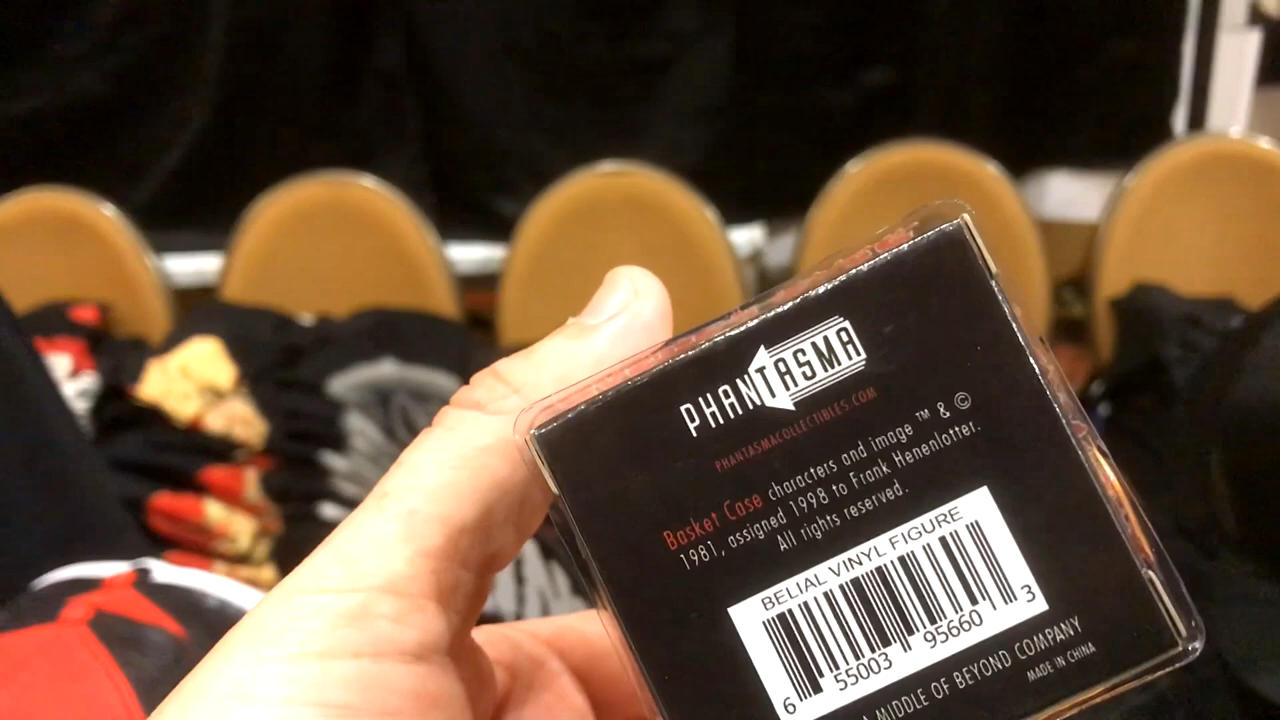 PHANTASMA
PHANTASMACOLLECTIBLES.COM
Basket Case characters and image ™ & ©
1981, assigned 1998 to Frank Henenlotter.
All rights reserved.
BELIAL VINYL FIGURE
6 55003 95660 3
A MIDDLE OF BEYOND COMPANY
MADE IN CHINA